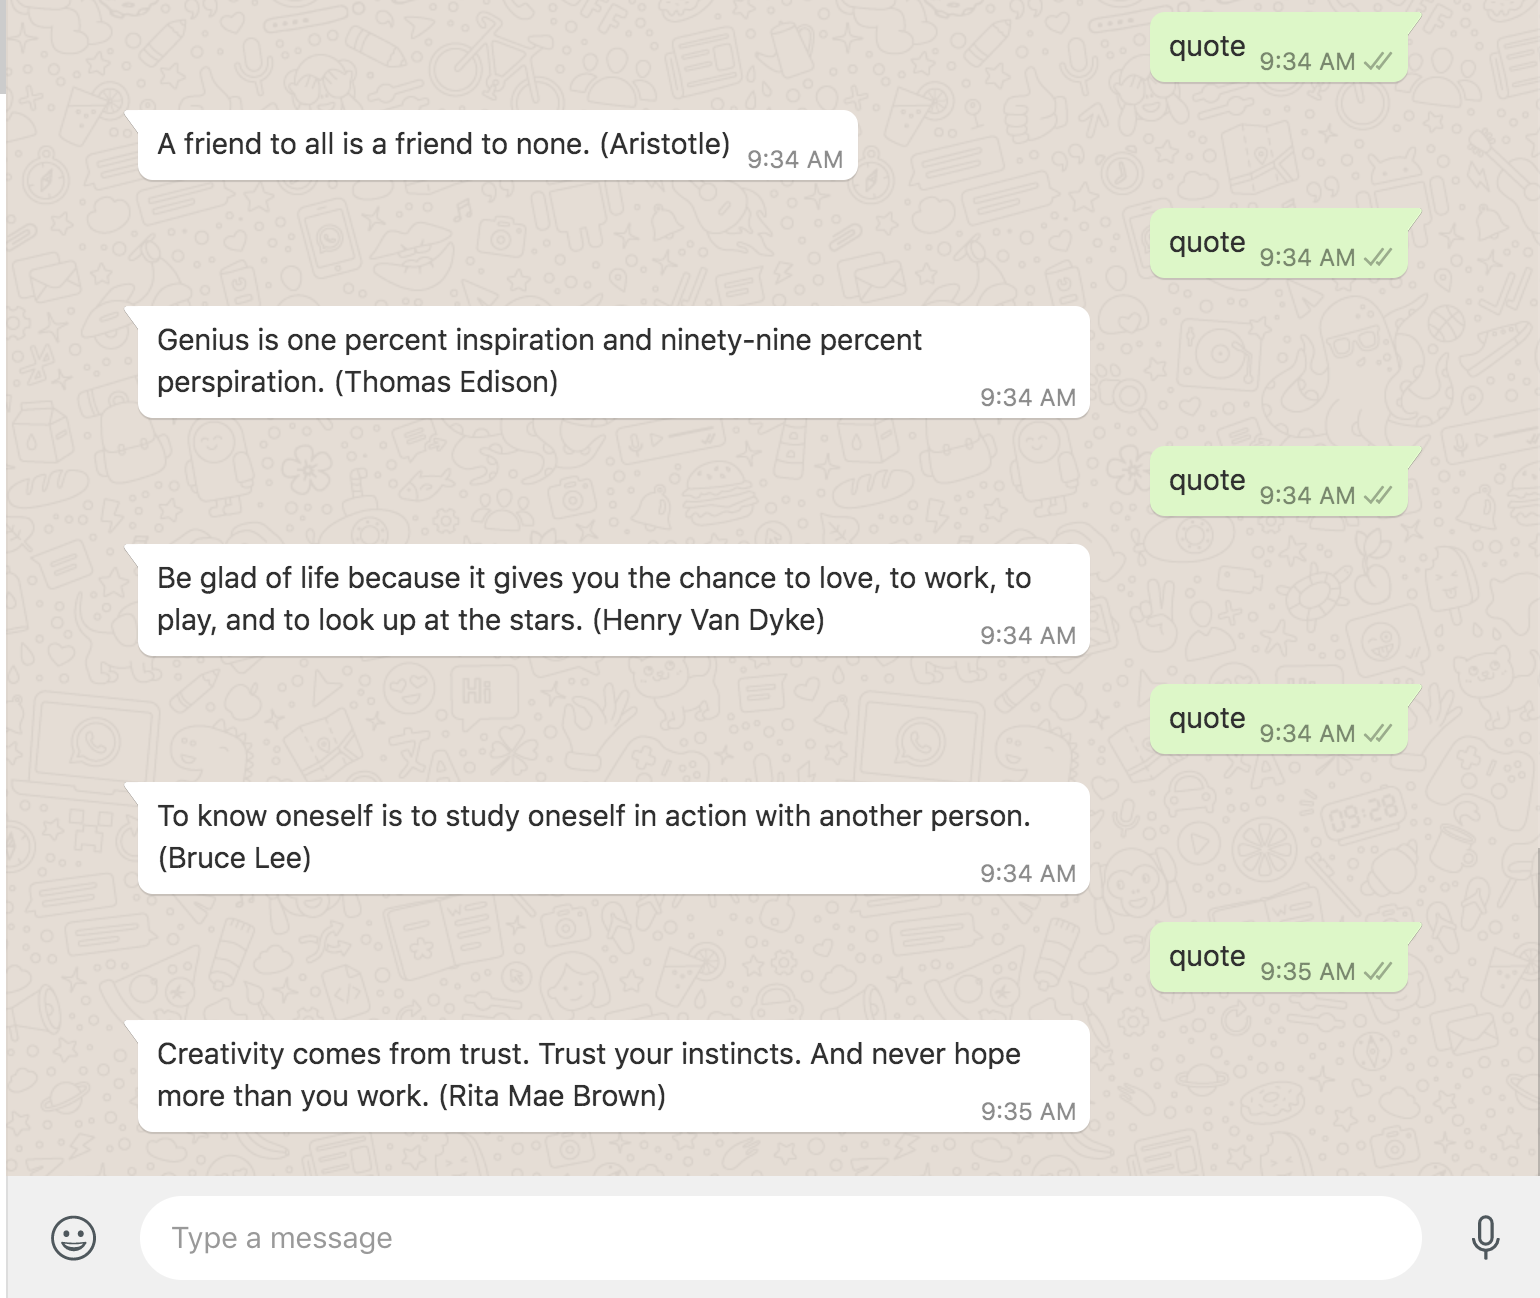 quote 9:34 AM
A friend to all is a friend to none. (Aristotle) 9:34 AM
quote 9:34 AM
Genius is one percent inspiration and ninety-nine percent
perspiration. (Thomas Edison) 9:34 AM
quote 9:34 AM
Be glad of life because it gives you the chance to love, to work, to
play, and to look up at the stars. (Henry Van Dyke) 9:34 AM
Hi
quote 9:34 AM
To know oneself is to study oneself in action with another person.
09:28
(Bruce Lee) 9:34 AM
quote 9:35 AM
Creativity comes from trust. Trust your instincts. And never hope
more than you work. (Rita Mae Brown) 9:35 AM
Type a message